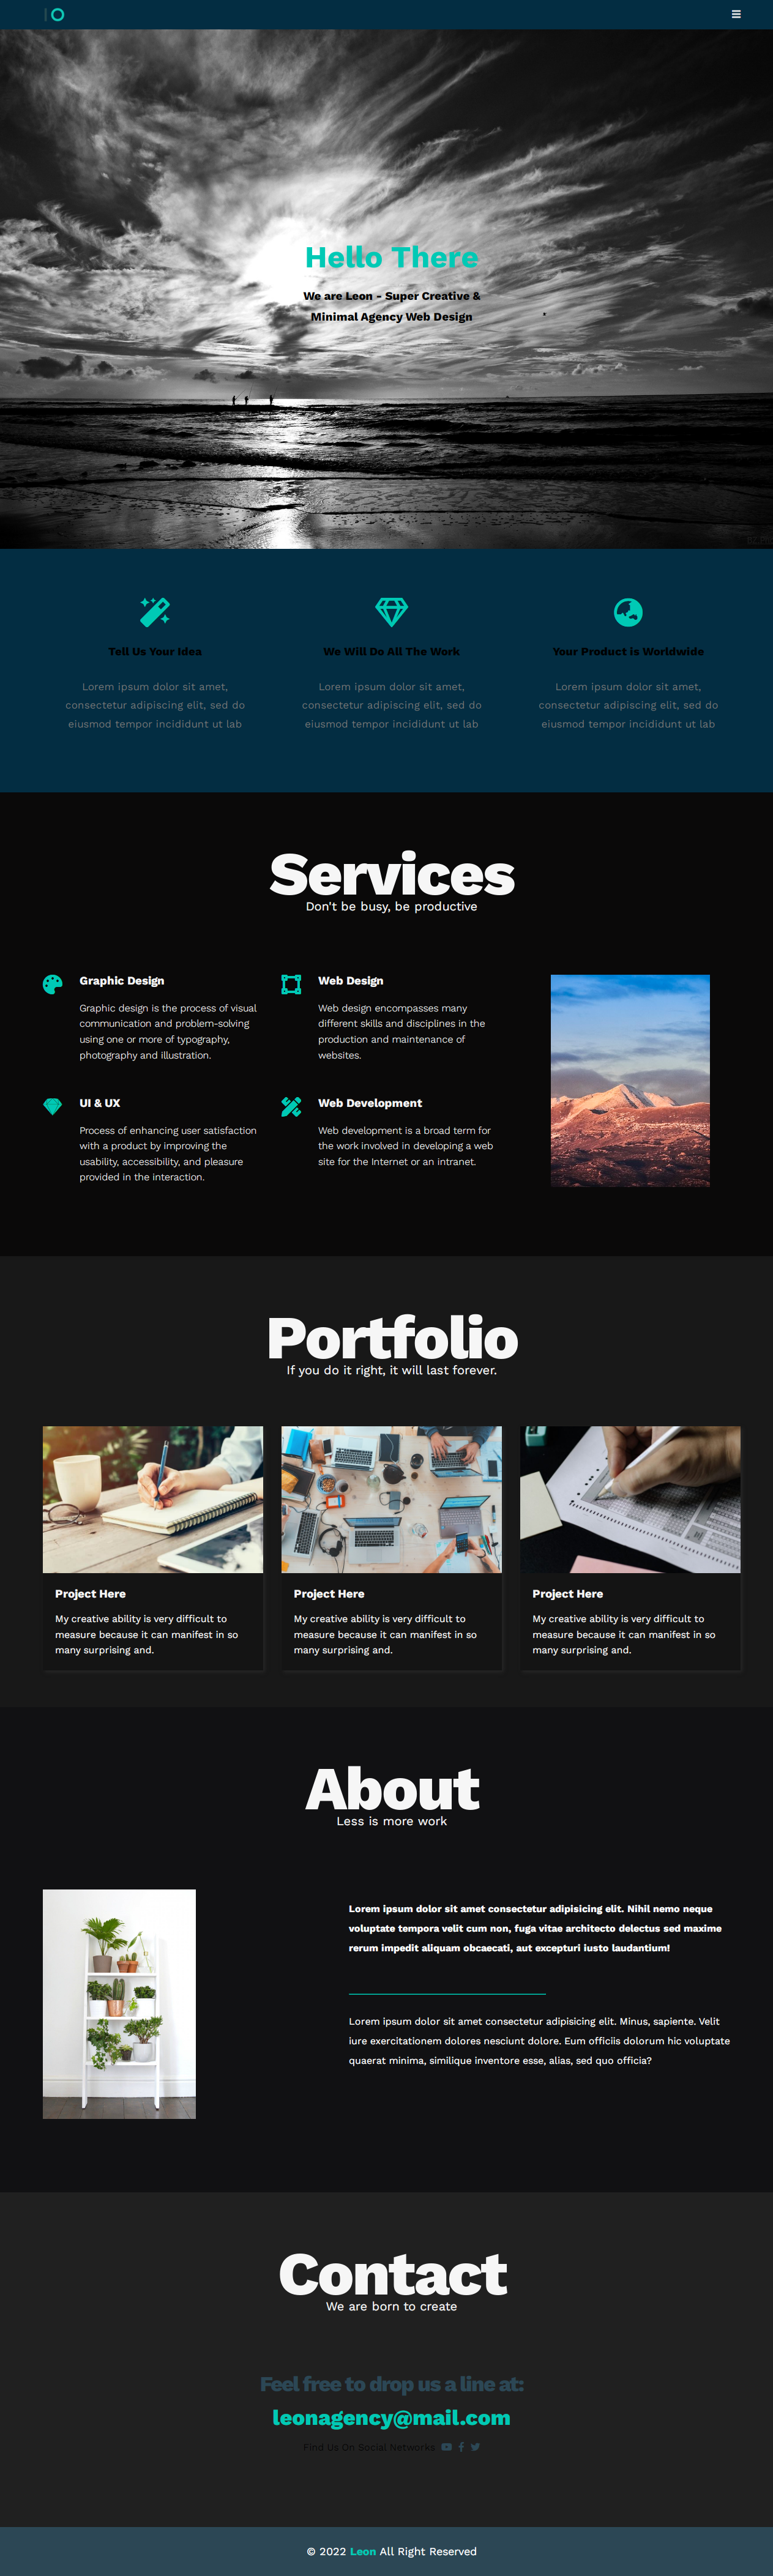 Hello There
We are Leon - Super Creative &
Minimal Agency Web Design
Tell Us Your Idea
Lorem ipsum dolor sit amet,
consectetur adipiscing elit, sed do
eiusmod tempor incididunt ut lab
We Will Do All The Work
Lorem ipsum dolor sit amet,
consectetur adipiscing elit, sed do
eiusmod tempor incididunt ut lab
Your Product is Worldwide
Lorem ipsum dolor sit amet,
consectetur adipiscing elit, sed do
eiusmod tempor incididunt ut lab
Services
Don't be busy, be productive
Graphic Design
Graphic design is the process of visual
communication and problem-solving
using one or more of typography,
photography and illustration.
Web Design
Web design encompasses many
different skills and disciplines in the
production and maintenance of
websites.
UI & UX
Process of enhancing user satisfaction
with a product by improving the
usability, accessibility, and pleasure
provided in the interaction.
Web Development
Web development is a broad term for
the work involved in developing a web
site for the Internet or an intranet.
Portfolio
If you do it right, it will last forever.
Project Here
My creative ability is very difficult to
measure because it can manifest in so
many surprising and.
Project Here
My creative ability is very difficult to
measure because it can manifest in so
many surprising and.
Project Here
My creative ability is very difficult to
measure because it can manifest in so
many surprising and.
About
Less is more work
Lorem ipsum dolor sit amet consectetur adipisicing elit. Nihil nemo neque
voluptate tempora velit cum non, fuga vitae architecto delectus sed maxime
rerum impedit aliquam obcaecati, aut excepturi iusto laudantium!
Lorem ipsum dolor sit amet consectetur adipisicing elit. Minus, sapiente. Velit
iure exercitationem dolores nesciunt dolore. Eum officiis dolorum hic voluptate
quaerat minima, similique inventore esse, alias, sed quo officia?
Contact
We are born to create
Feel free to drop us a line at:
leonagency@mail.com
Find Us On Social Networks
© 2022 Leon All Right Reserved